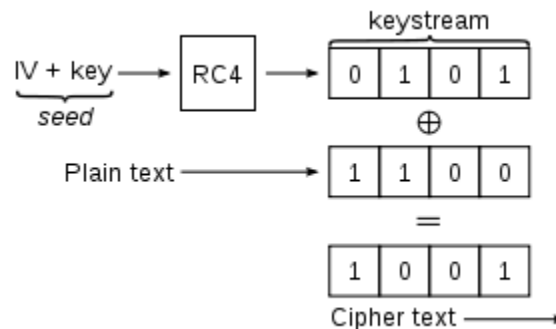 keystream
IV + key RC4 0 1 0 1
seed
⊕
Plain text 1 1 0 0
=
1 0 0 1
Cipher text